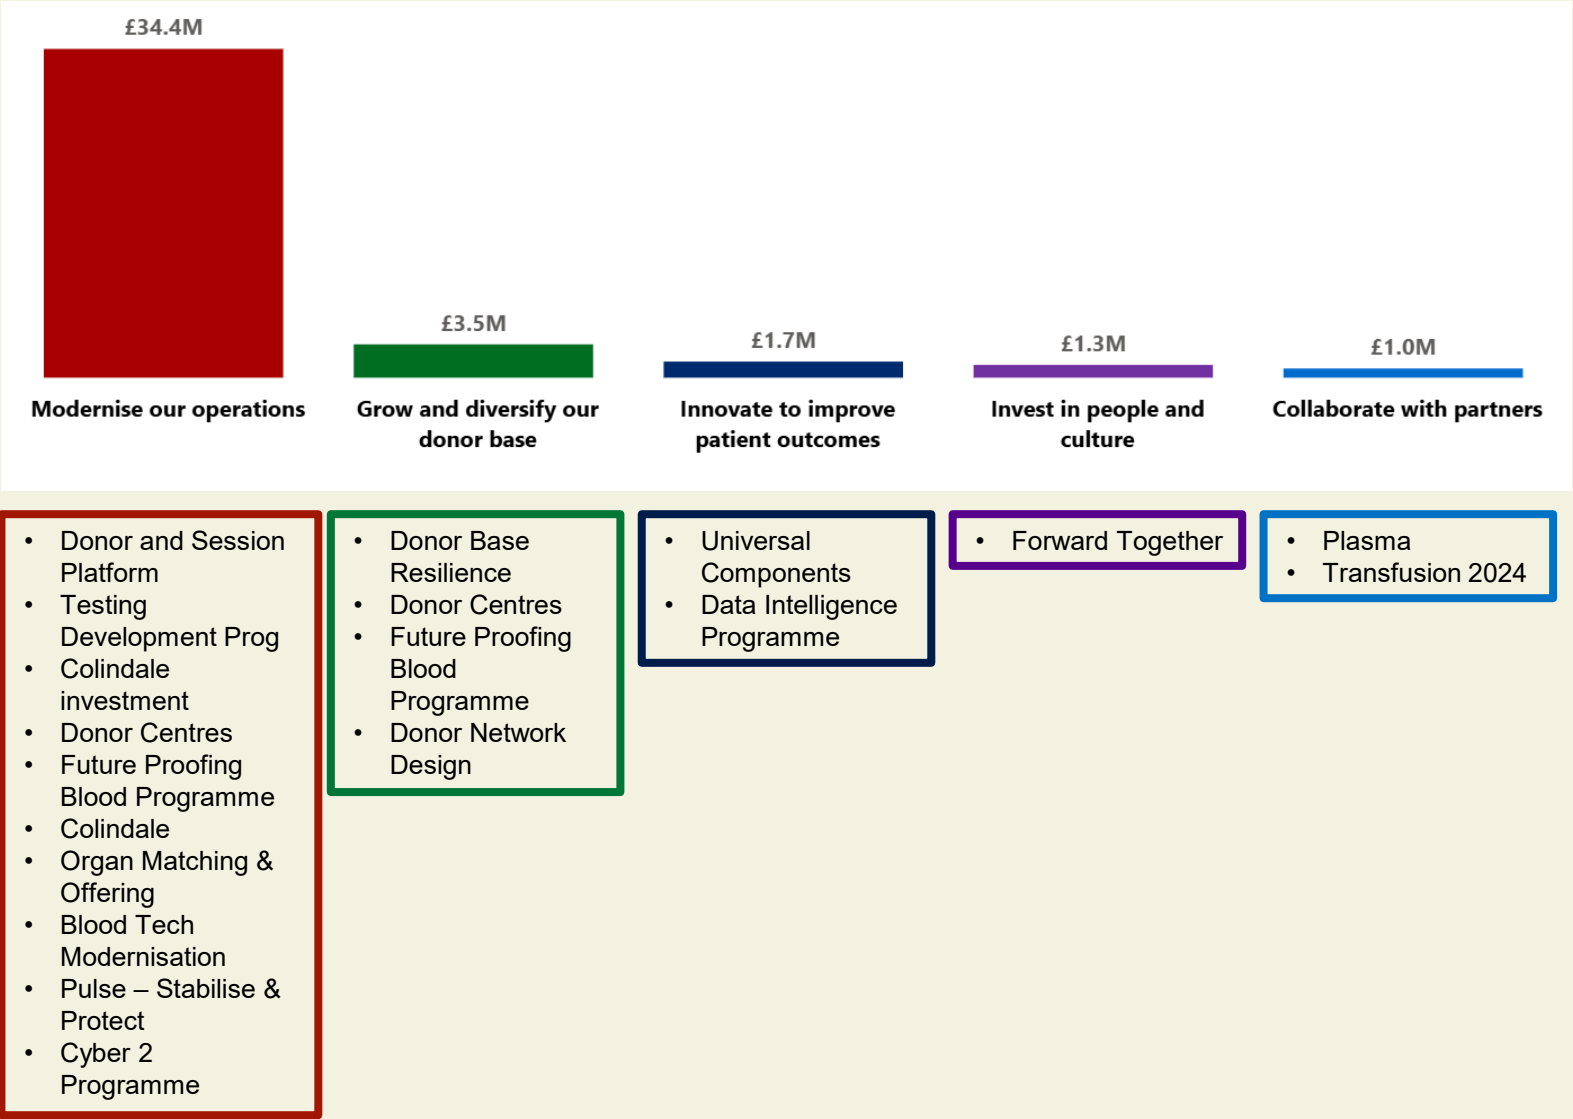 £34.4M
£3.5M
£1.7M
£1.3M
£1.0M
Modernise our operations
Grow and diversify our
donor base
Innovate to improve
patient outcomes
Invest in people and
culture
Collaborate with partners
• Donor and Session
Platform
• Testing
Development Prog
• Colindale
investment
• Donor Centres
• Future Proofing
Blood Programme
• Colindale
• Organ Matching &
Offering
• Blood Tech
Modernisation
• Pulse – Stabilise &
Protect
• Cyber 2
Programme
• Donor Base
Resilience
• Donor Centres
• Future Proofing
Blood
Programme
• Donor Network
Design
• Universal
Components
• Data Intelligence
Programme
• Forward Together
• Plasma
• Transfusion 2024